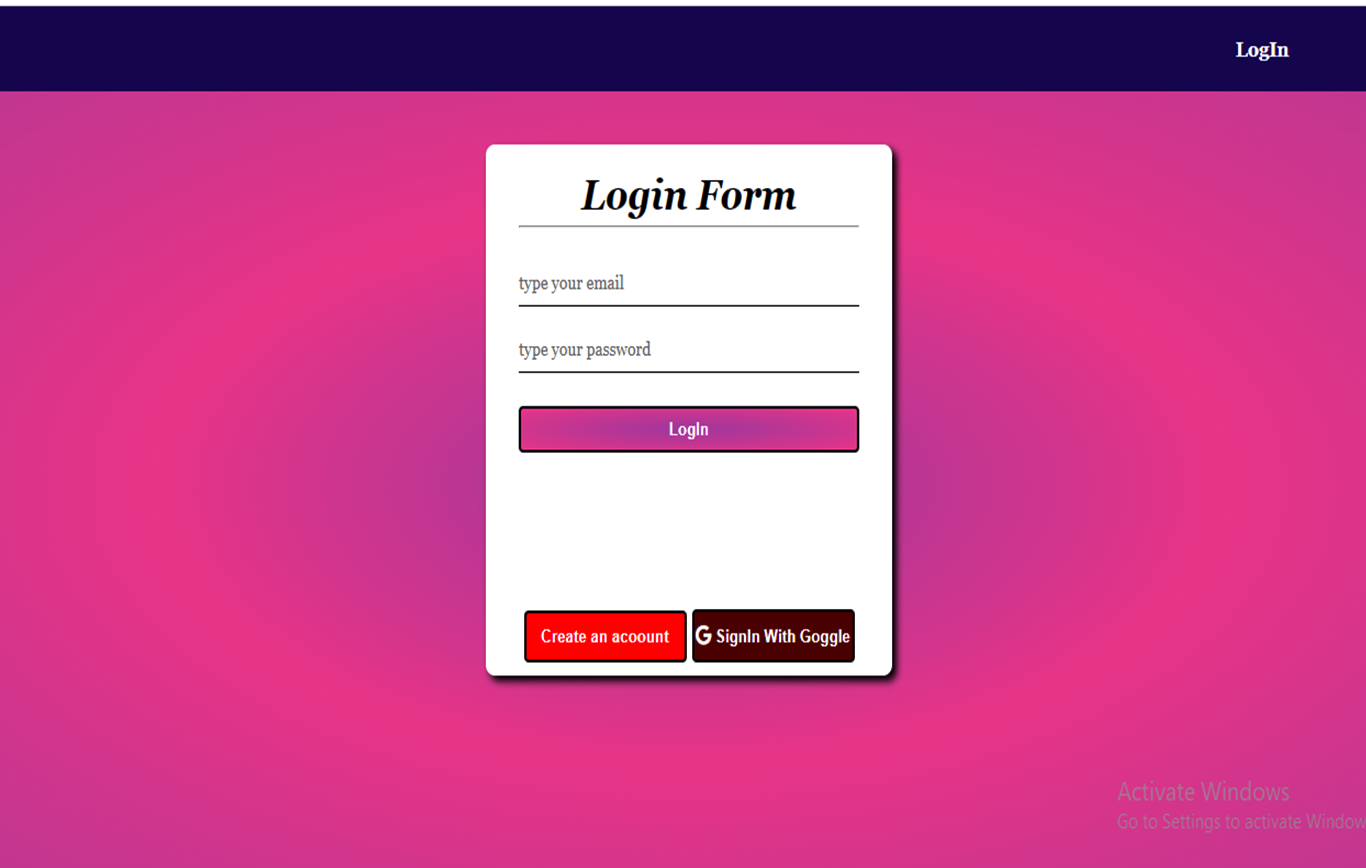 LogIn
Login Form
type your email
type your password
LogIn
Create an acoount
SignIn With Goggle
Activate Windows
Go to Settings to activate Window